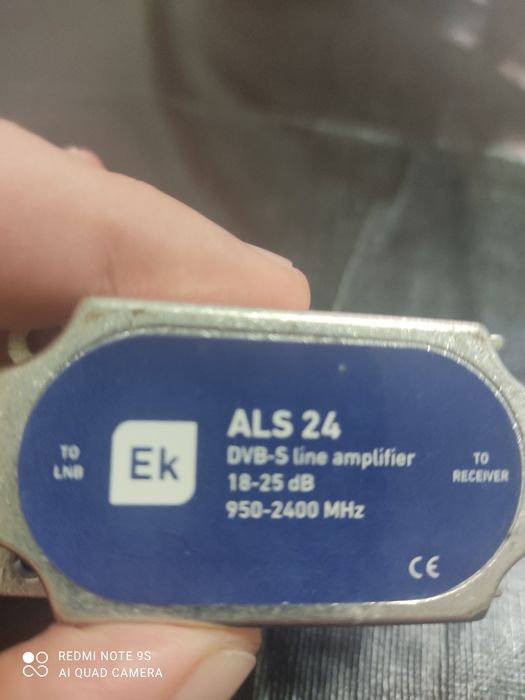 TO
LNB
Ek
ALS 24
DVB-S line amplifier
18-25 dB
950-2400 MHz
TO
RECEIVER
CE
REDMI NOTE 9S
AI QUAD CAMERA